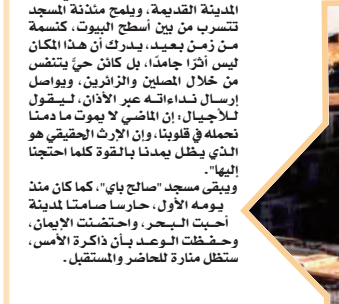 المدينة القديمة، ويلمح مئذنة المسجد
تتسرب من بين أسطح البيوت، كنسمة
من زمن بعيد، يدرك أن هذا المكان
ليس أثرًا جامدًا، بل كائن حيٌّ يتنفس
من خلال المصلين والزائرين، ويواصل
إرسال نداءاته عبر الأذان، ليقول
للأجيال: إن الماضي لا يموت ما دمنا
نحمله في قلوبنا، وإن الإرث الحقيقي هو
الذي يظل يمدنا بالقوة كلما احتجنا
إليها".
ويبقى مسجد "صالح باي"، كما كان منذ
يومه الأول، حارسا صامتا لمدينة
أحبت البحر، واحتضنت الإيمان،
وحفظت الوعد بأن ذاكرة الأمس،
ستظل منارة للحاضر والمستقبل.